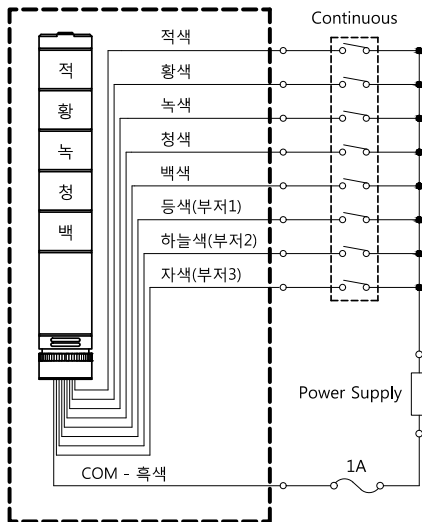 Continuous
적색
황색
녹색
청색
백색
등색(부저1)
하늘색(부저2)
자색(부저3)
적
황
녹
청
백
Power Supply
1A
COM - 흑색